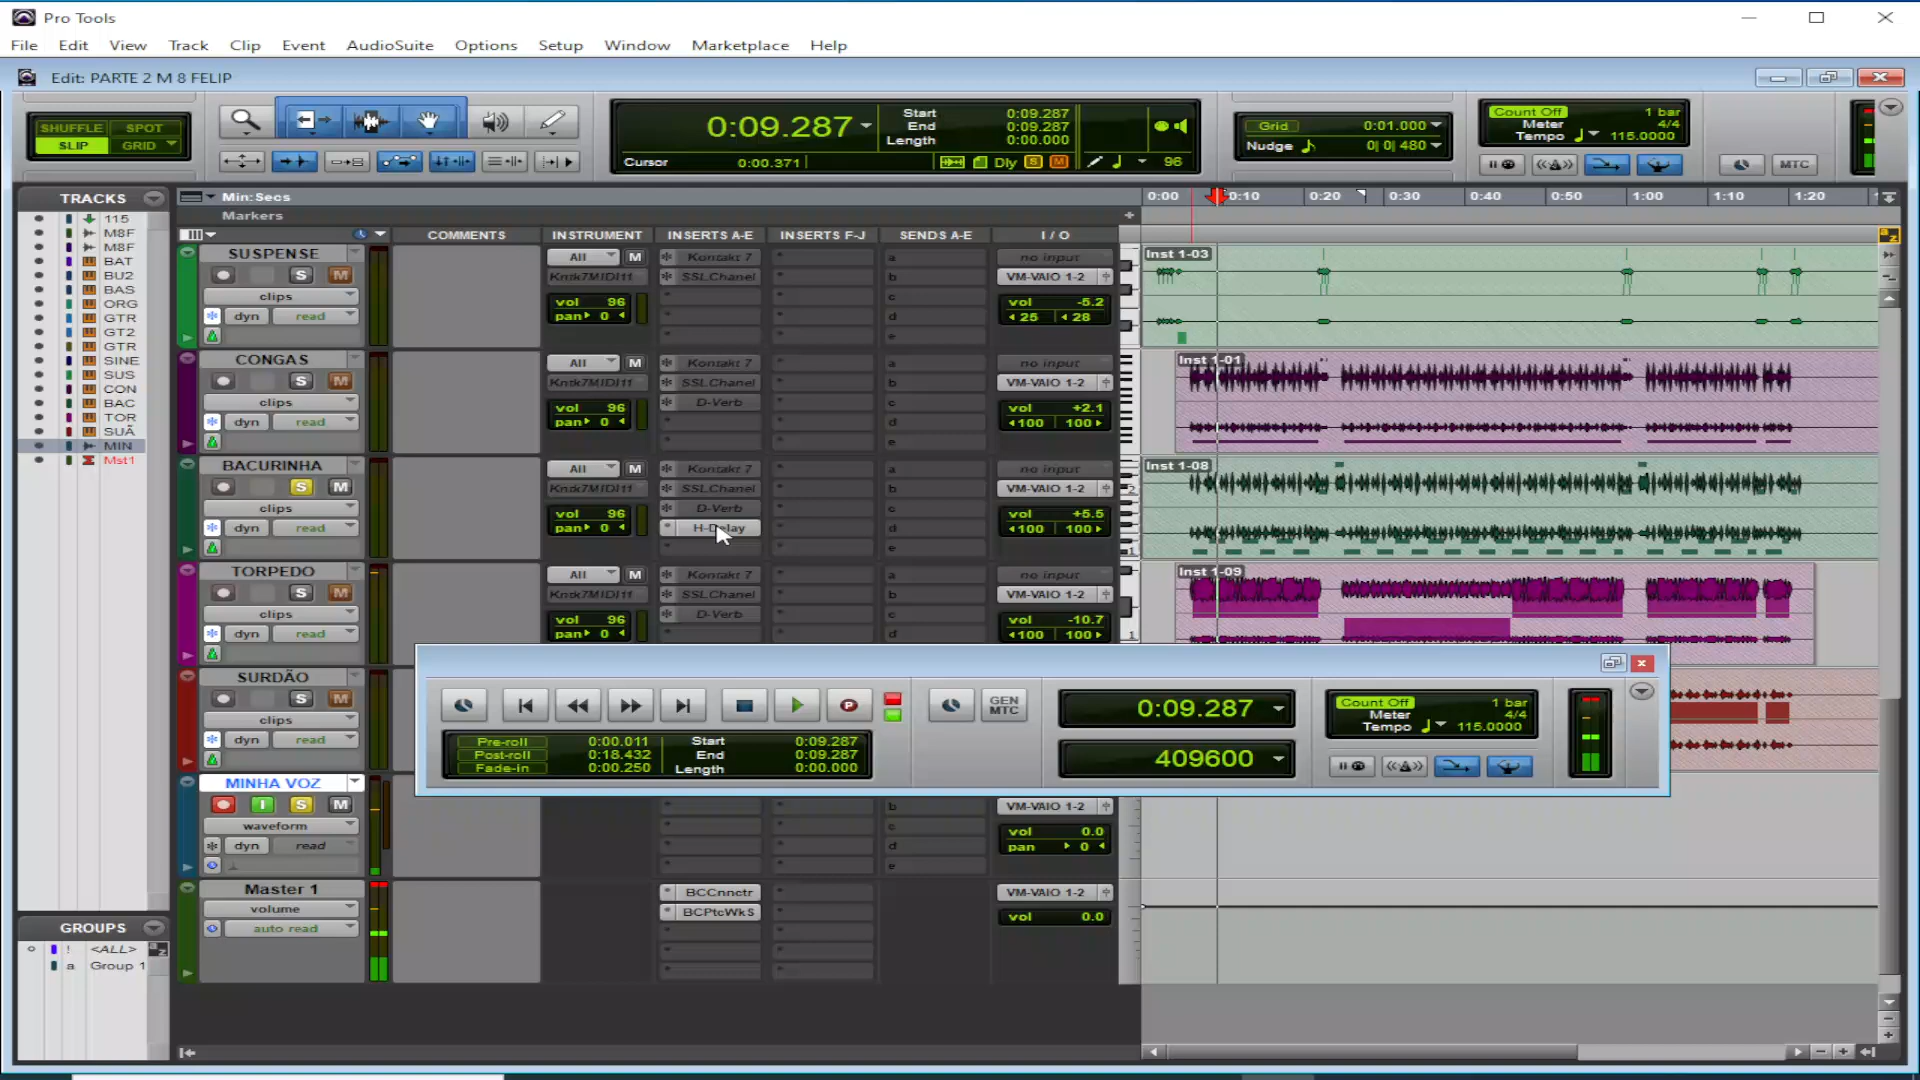 Pro Tools
File Edit View Track Clip Event AudioSuite Options Setup Window Marketplace Help
Edit: PARTE 2 M 8 FELIP
SHUFFLE SPOT
SLIP GRID
0:09.287
Start 0:09.287
End 0:09.287
Length 0:00.000
Cursor 0:00.371
Dly S M 96
Grid 0:01.000
Nudge 0| 0| 480
Count Off 1 bar
Meter 4/4
Tempo 115.0000
MTC
TRACKS
115
M8F
M8F
BAT
BU2
BAS
ORG
GTR
GT2
GTR
SINE
SUS
CON
BAC
TOR
SUÃ
MIN
Mst1
GROUPS
! <ALL>
a Group 1
Min:Secs
0:00 0:10 0:20 0:30 0:40 0:50 1:00 1:10 1:20
Markers
COMMENTS INSTRUMENT INSERTS A-E INSERTS F-J SENDS A-E I / O
SUSPENSE
S M
clips
dyn read
All M
vol 96
pan 0
Kontakt 7
SSLChanel
a
b
c
d
e
no input
VM-VAIO 1-2
vol -5.2
25 28
Inst 1-03
CONGAS
S M
clips
dyn read
All M
vol 96
pan 0
Kontakt 7
SSLChanel
D-Verb
a
b
c
d
e
no input
VM-VAIO 1-2
vol +2.1
100 100
Inst 1-01
BACURINHA
S M
clips
dyn read
All M
vol 96
pan 0
Kontakt 7
SSLChanel
D-Verb
H-Delay
a
b
c
d
e
no input
VM-VAIO 1-2
vol +5.5
100 100
Inst 1-08
TORPEDO
S M
clips
dyn read
All M
vol 96
pan 0
Kontakt 7
SSLChanel
D-Verb
a
b
c
d
no input
VM-VAIO 1-2
vol -10.7
100 100
Inst 1-09
SURDÃO
S M
clips
dyn read
GEN
MTC
0:09.287
409600
Pre-roll 0:00.011
Post-roll 0:18.432
Fade-in 0:00.250
Start 0:09.287
End 0:09.287
Length 0:00.000
Count Off 1 bar
Meter 4/4
Tempo 115.0000
MINHA VOZ
I S M
waveform
dyn read
b
c
d
e
VM-VAIO 1-2
vol 0.0
pan 0
Master 1
volume
auto read
BCCnnctr
BCPtcWkS
VM-VAIO 1-2
vol 0.0